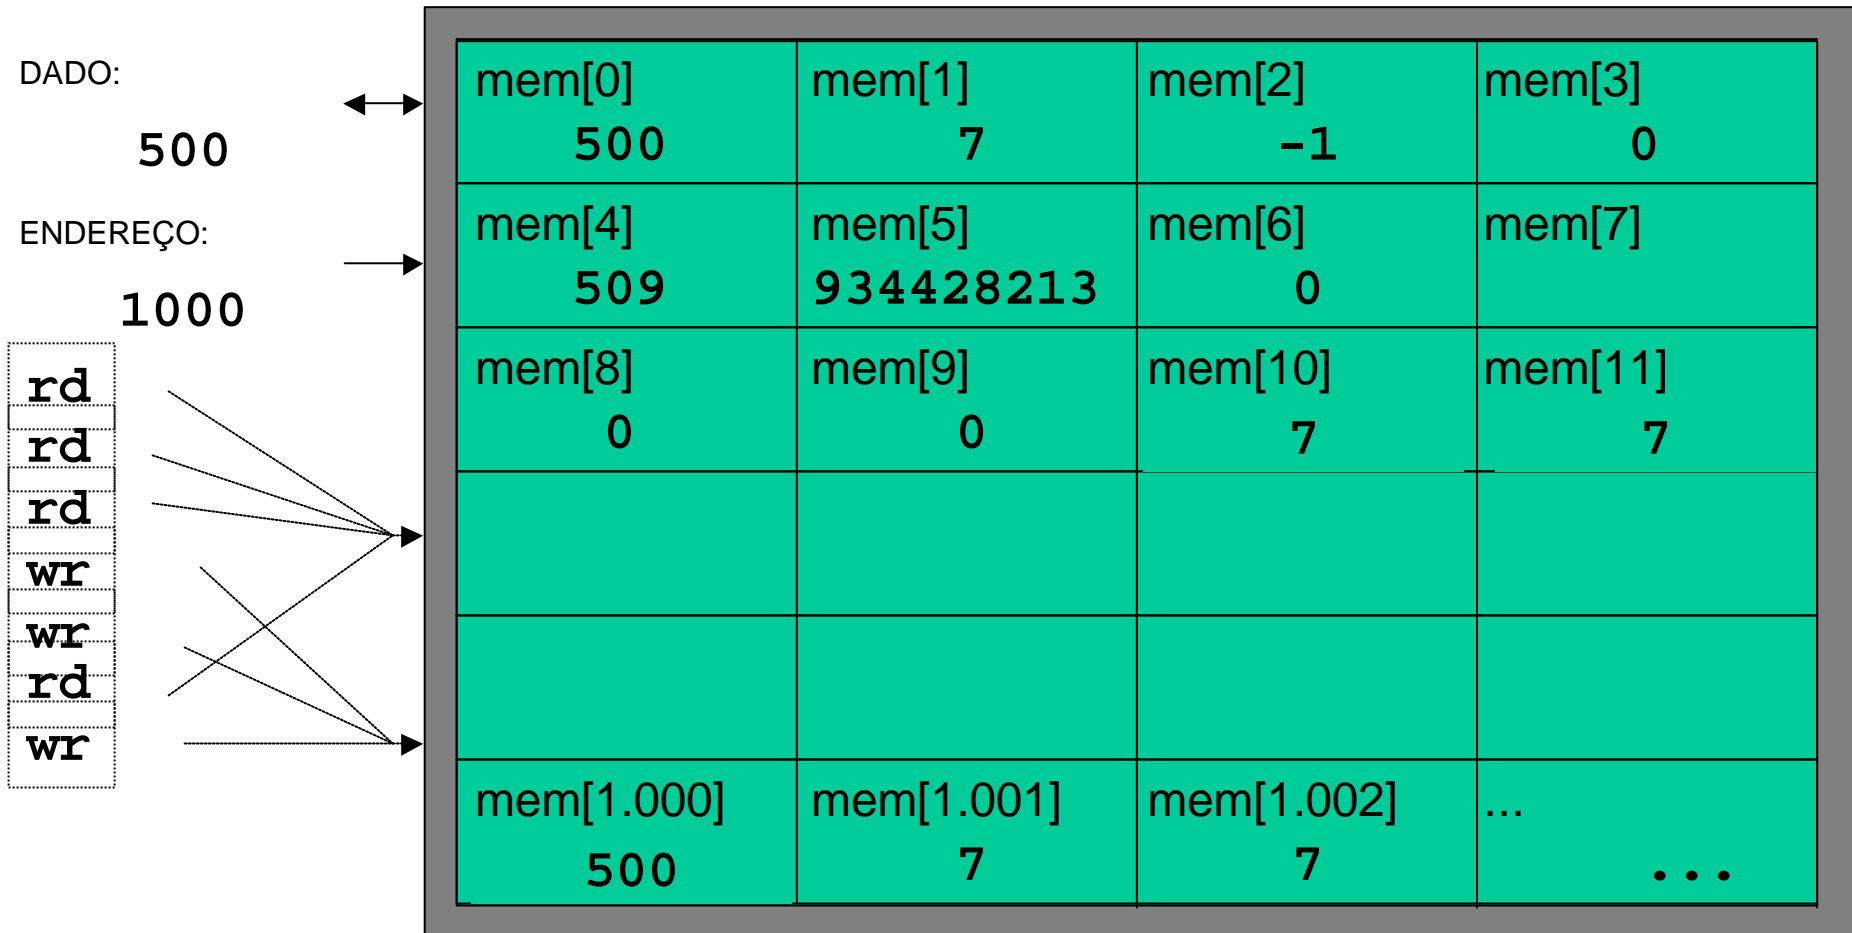 DADO:
500
ENDEREÇO:
1000
rd
rd
rd
wr
wr
rd
wr
mem[0] mem[1] mem[2] mem[3]
500 7 -1 0
mem[4] mem[5] mem[6] mem[7]
509 934428213 0
mem[8] mem[9] mem[10] mem[11]
0 0 7 7
mem[1.000] mem[1.001] mem[1.002] ...
500 7 7 ...